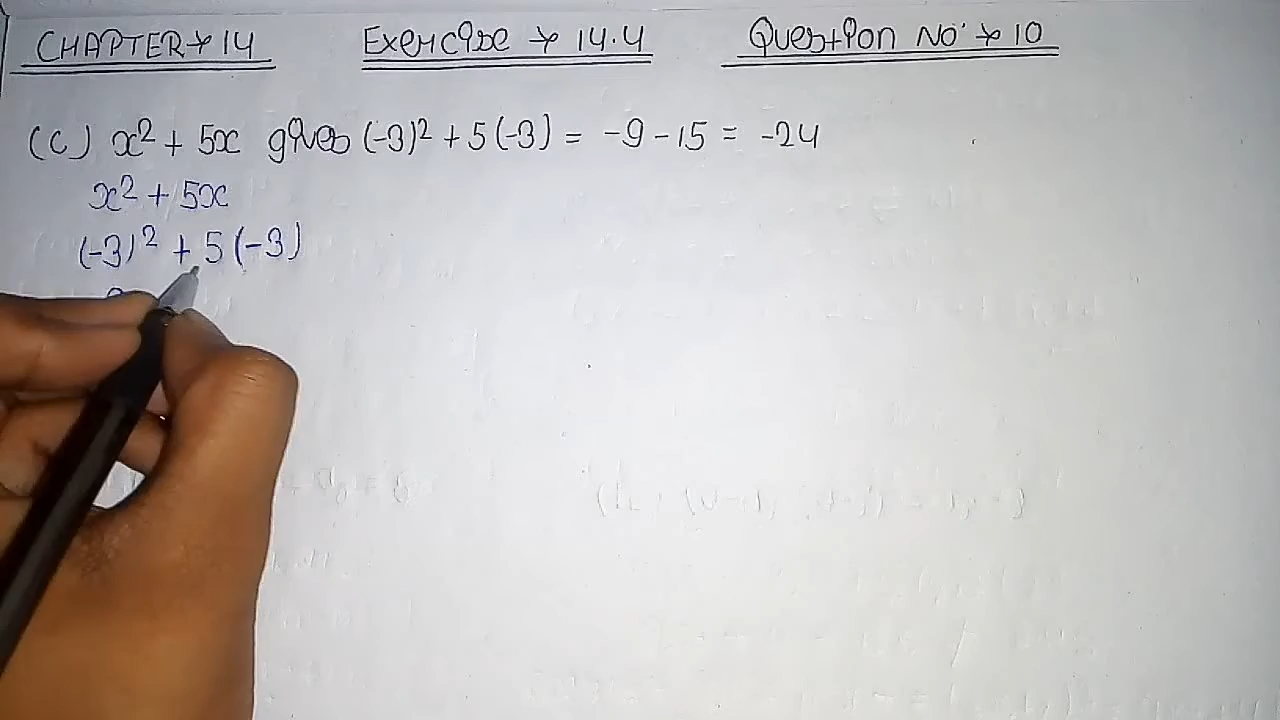 CHAPTER → 14 Exercise → 14.4 Question No. → 10
(c) x² + 5x gives (-3)² + 5(-3) = -9 - 15 = -24
x² + 5x
(-3)² + 5(-3)